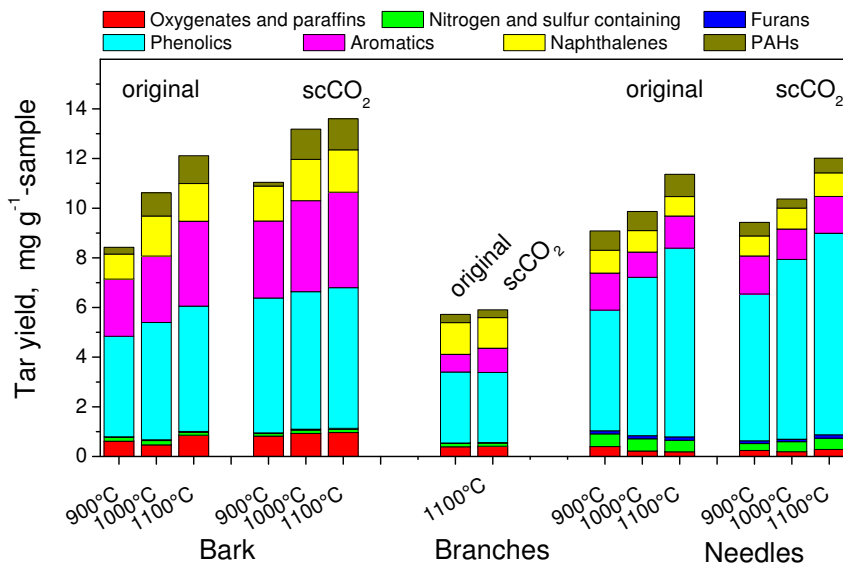 Oxygenates and paraffins Nitrogen and sulfur containing Furans
Phenolics Aromatics Naphthalenes PAHs
original scCO₂ original scCO₂
original scCO₂
Tar yield, mg g⁻¹-sample
14
12
10
8
6
4
2
0
900°C 1000°C 1100°C 900°C 1000°C 1100°C 1100°C 900°C 1000°C 1100°C 900°C 1000°C 1100°C
Bark Branches Needles